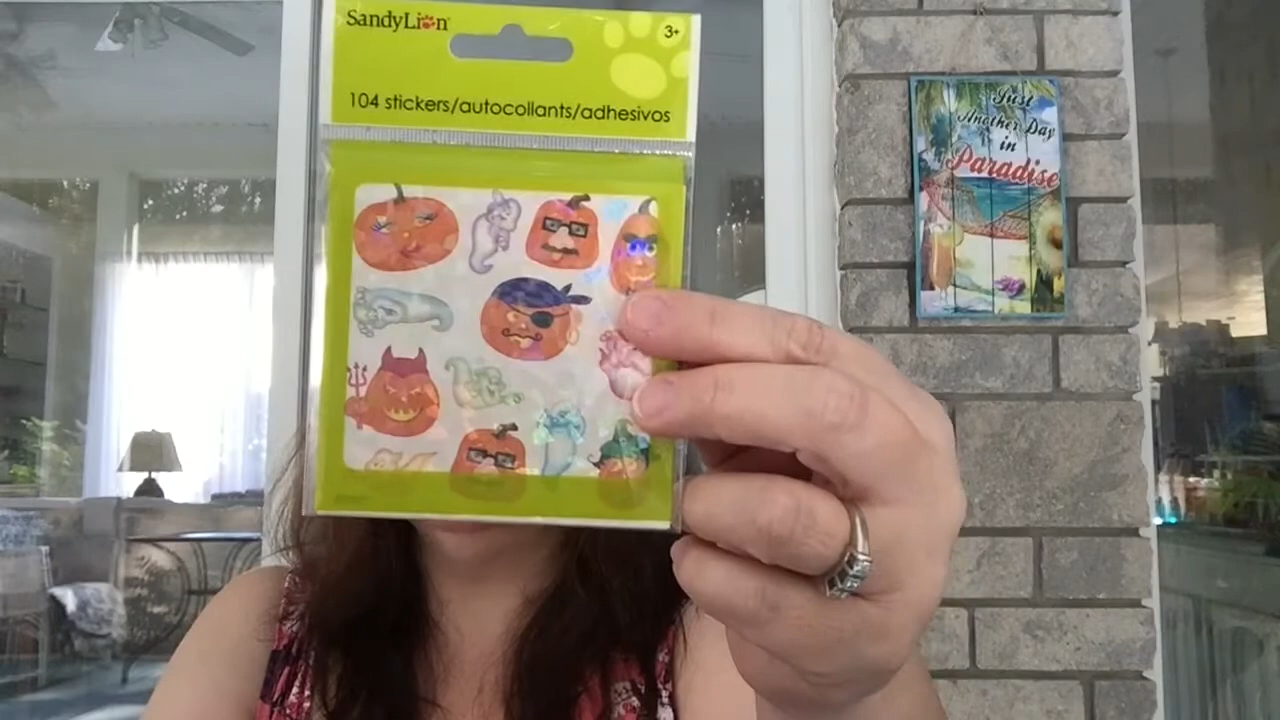 SandyLion
3+
104 stickers/autocollants/adhesivos
Just
Another Day
in
Paradise